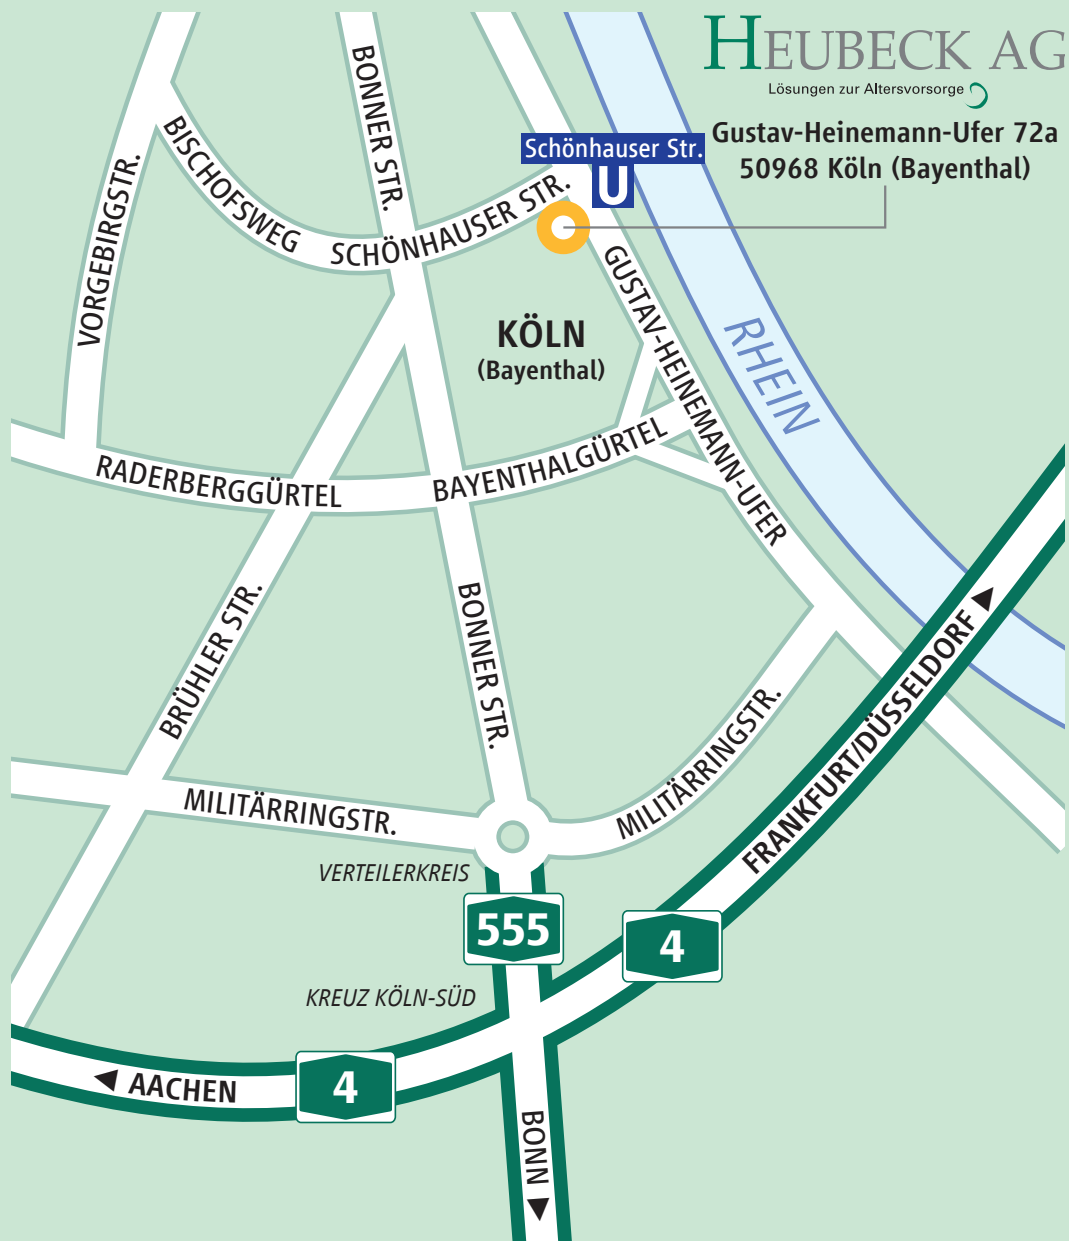 HEUBECK AG
Lösungen zur Altersvorsorge
Gustav-Heinemann-Ufer 72a
50968 Köln (Bayenthal)
Schönhauser Str.
U
BONNER STR.
BISCHOFSWEG
VORGEBIRGSTR.
SCHÖNHAUSER STR.
GUSTAV-HEINEMANN-UFER
KÖLN
(Bayenthal)
RHEIN
RADERBERGGÜRTEL
BAYENTHALGÜRTEL
BRÜHLER STR.
BONNER STR.
MILITÄRRINGSTR.
MILITÄRRINGSTR.
FRANKFURT/DÜSSELDORF
VERTEILERKREIS
555
4
KREUZ KÖLN-SÜD
AACHEN
4
BONN